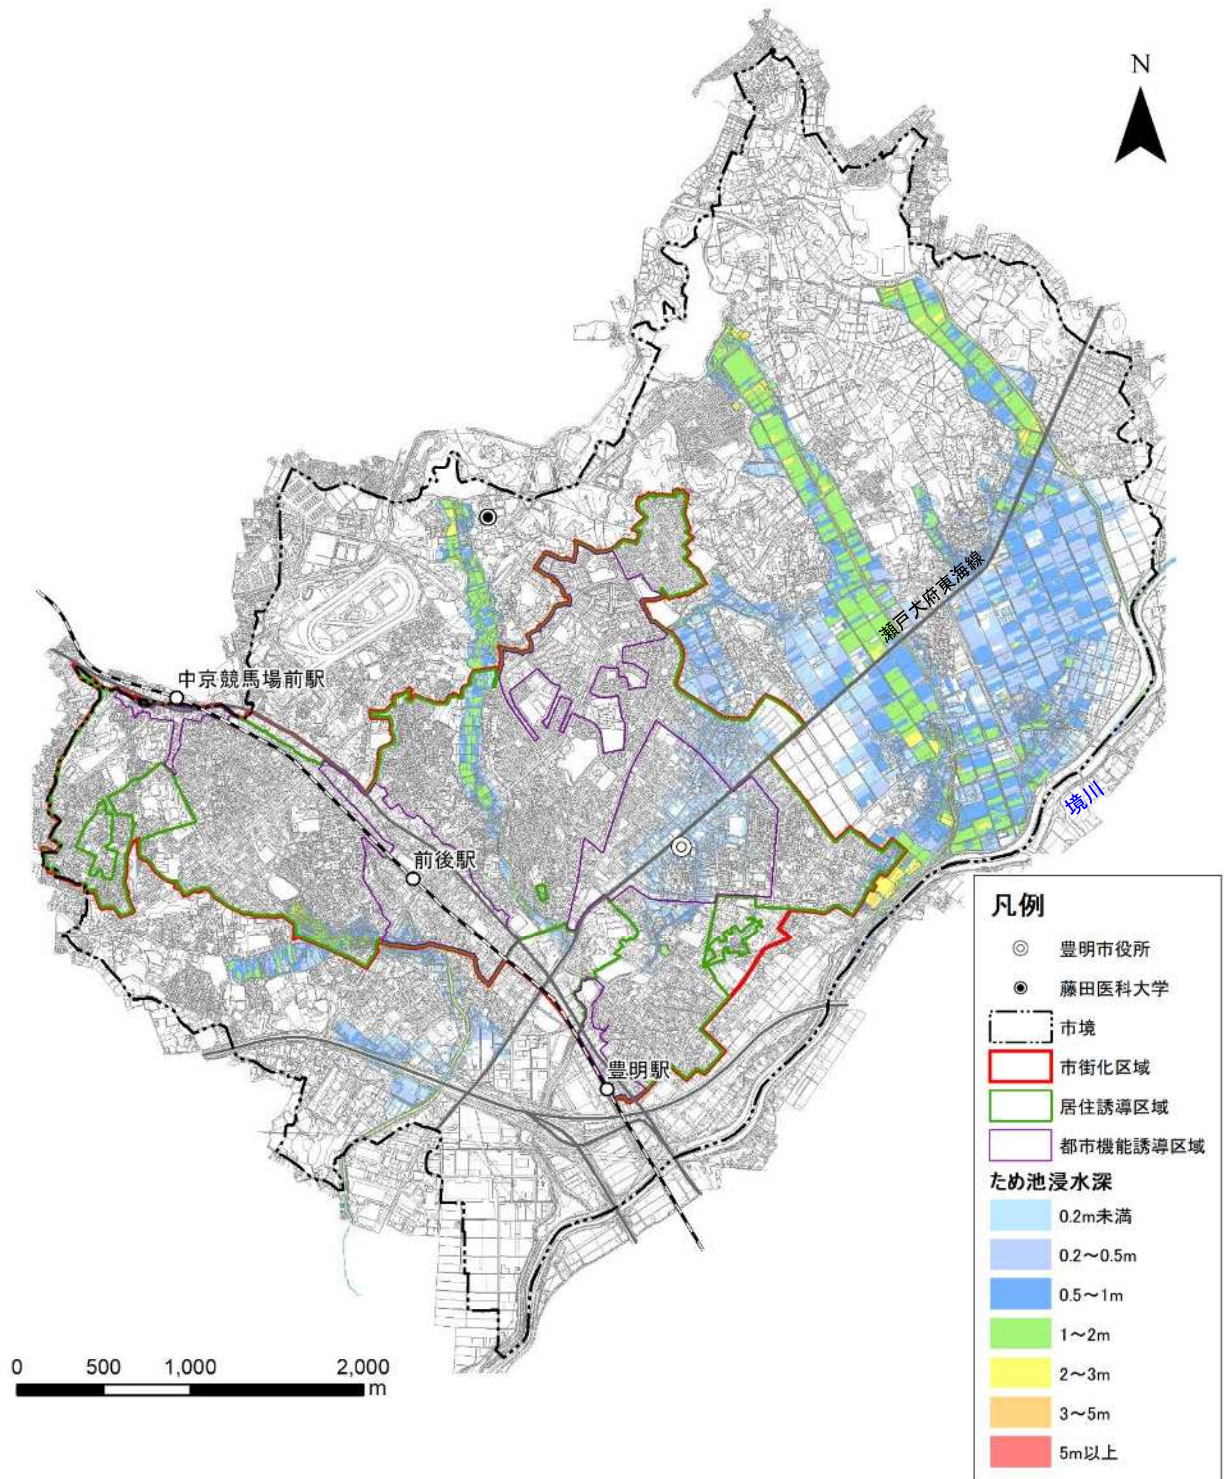 N
瀬戸大府東海線
中京競馬場前駅
境川
前後駅
豊明駅
凡例
豊明市役所
藤田医科大学
市境
市街化区域
居住誘導区域
都市機能誘導区域
ため池浸水深
0.2m未満
0.2～0.5m
0.5～1m
1～2m
2～3m
3～5m
5m以上
0 500 1,000 2,000
m